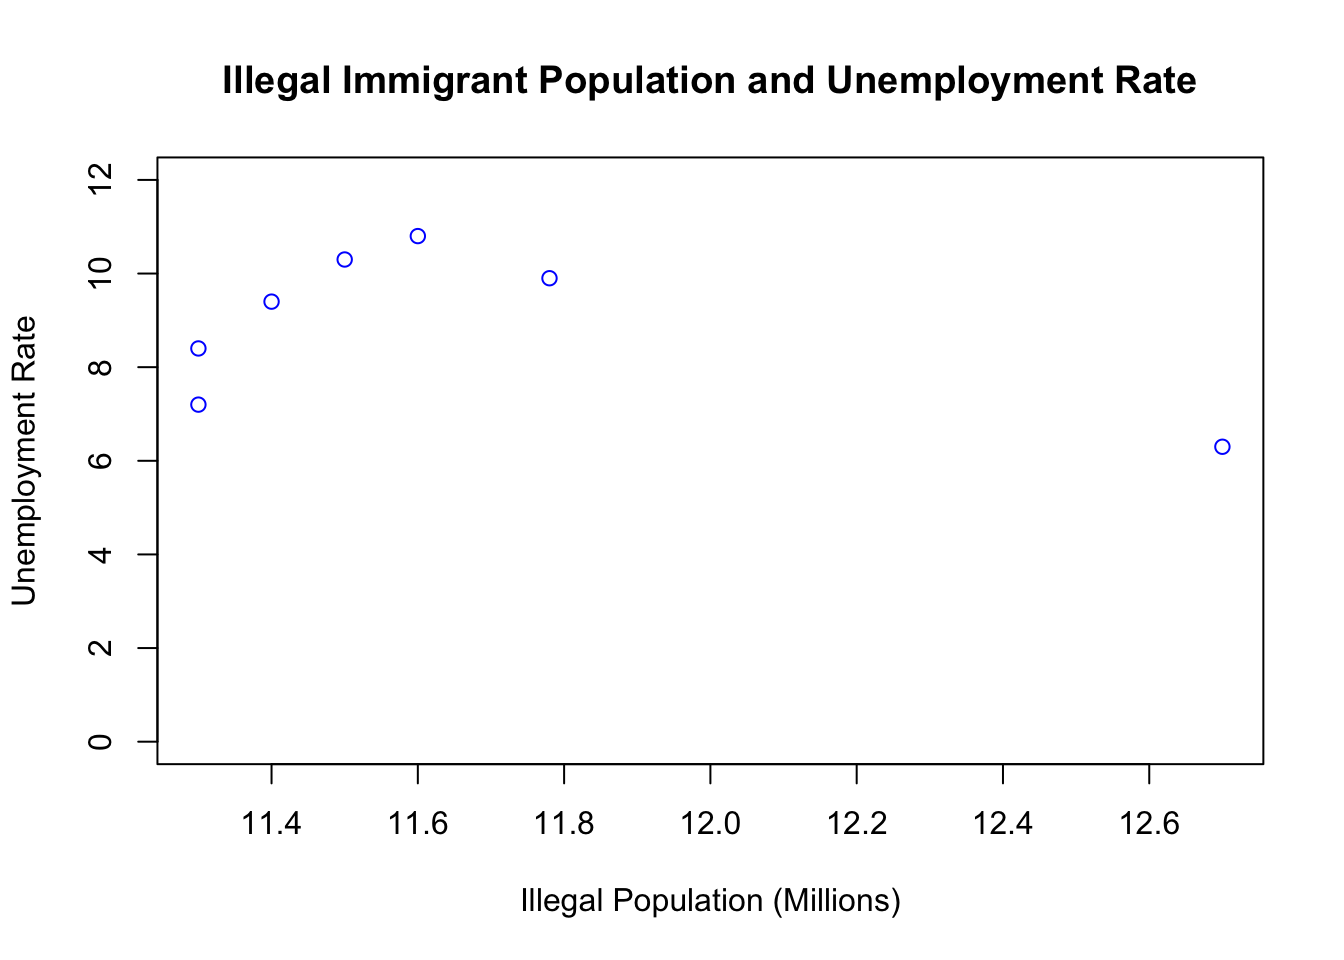 Illegal Immigrant Population and Unemployment Rate
12
10
8
6
4
2
0
Unemployment Rate
11.4 11.6 11.8 12.0 12.2 12.4 12.6
Illegal Population (Millions)